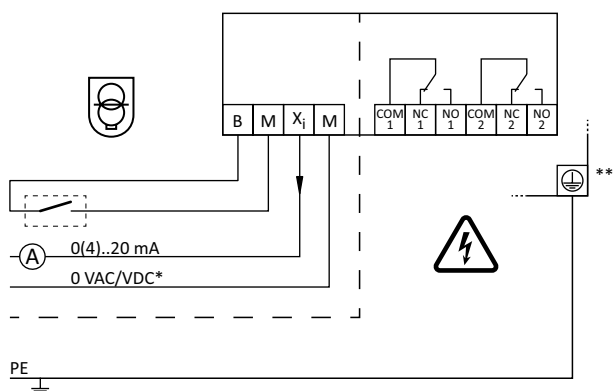 B M Xi M
COM 1 NC 1 NO 1 COM 2 NC 2 NO 2
**
A 0(4)..20 mA
0 VAC/VDC*
PE